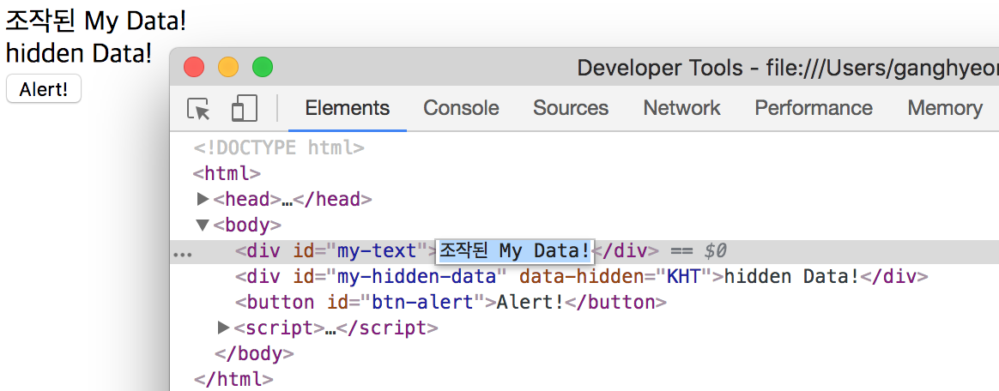 조작된 My Data!
hidden Data!
Alert!
Developer Tools - file:///Users/ganghyeor
Elements Console Sources Network Performance Memory
<!DOCTYPE html>
<html>
▶<head>…</head>
▼<body>
… <div id="my-text">조작된 My Data!</div> == $0
<div id="my-hidden-data" data-hidden="KHT">hidden Data!</div>
<button id="btn-alert">Alert!</button>
▶<script>…</script>
</body>
</html>